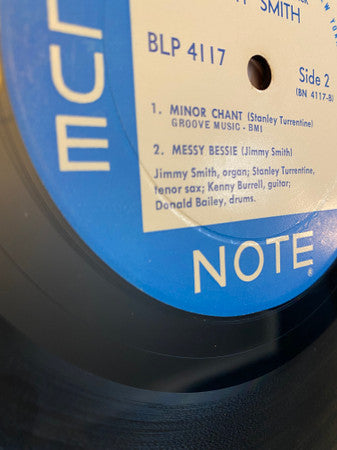 SMITH
BLP 4117
Side 2
(BN 4117-B)
1. MINOR CHANT (Stanley Turrentine)
GROOVE MUSIC - BMI
2. MESSY BESSIE (Jimmy Smith)
Jimmy Smith, organ; Stanley Turrentine,
tenor sax; Kenny Burrell, guitar;
Donald Bailey, drums.
LUE
NOTE
®